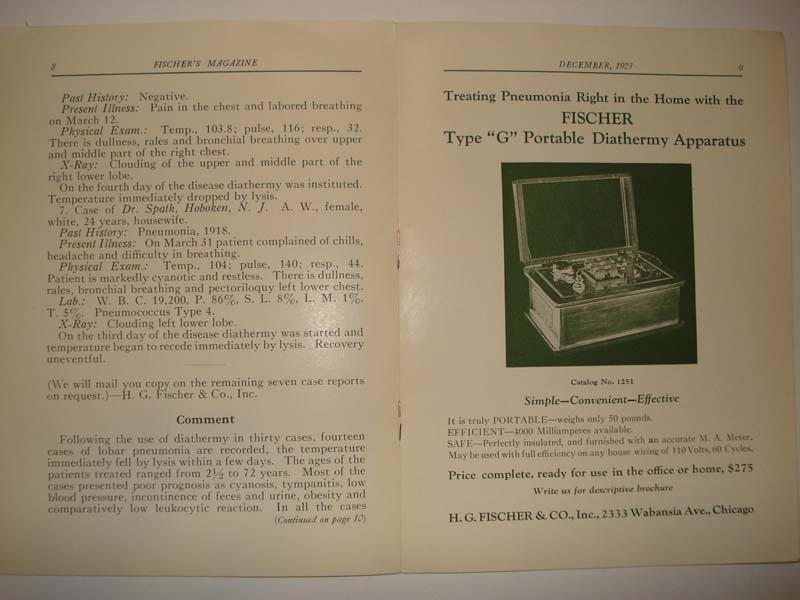 8
FISCHER'S MAGAZINE
Past History: Negative.
Present Illness: Pain in the chest and labored breathing
on March 12.
Physical Exam.: Temp., 103.8; pulse, 116; resp., 32.
There is dullness, rales and bronchial breathing over upper
and middle part of the right chest.
X-Ray: Clouding of the upper and middle part of the
right lower lobe.
On the fourth day of the disease diathermy was instituted.
Temperature immediately dropped by lysis.
7. Case of Dr. Spath, Hoboken, N. J. A. W., female,
white, 24 years, housewife.
Past History: Pneumonia, 1918.
Present Illness: On March 31 patient complained of chills,
headache and difficulty in breathing.
Physical Exam.: Temp., 104; pulse, 140; resp., 44.
Patient is markedly cyanotic and restless. There is dullness,
rales, bronchial breathing and pectoriloquy left lower chest.
Lab.: W. B. C. 19,200, P. 86%, S. L. 8%, L. M. 1%,
T. 5%. Pneumococcus Type 4.
X-Ray: Clouding left lower lobe.
On the third day of the disease diathermy was started and
temperature began to recede immediately by lysis. Recovery
uneventful.
(We will mail you copy on the remaining seven case reports
on request.)—H. G. Fischer & Co., Inc.
Comment
Following the use of diathermy in thirty cases, fourteen
cases of lobar pneumonia are recorded, the temperature
immediately fell by lysis within a few days. The ages of the
patients treated ranged from 2½ to 72 years. Most of the
cases presented poor prognosis as cyanosis, tympanitis, low
blood pressure, incontinence of feces and urine, obesity and
comparatively low leukocytic reaction. In all the cases
(Continued on page 10)
DECEMBER, 1923
9
Treating Pneumonia Right in the Home with the
FISCHER
Type "G" Portable Diathermy Apparatus
Catalog No. 1251
Simple—Convenient—Effective
It is truly PORTABLE—weighs only 50 pounds.
EFFICIENT—4000 Milliamperes available.
SAFE—Perfectly insulated, and furnished with an accurate M. A. Meter.
May be used with full efficiency on any house wiring of 110 Volts, 60 Cycles.
Price complete, ready for use in the office or home, $275
Write us for descriptive brochure
H. G. FISCHER & CO., Inc., 2333 Wabansia Ave., Chicago